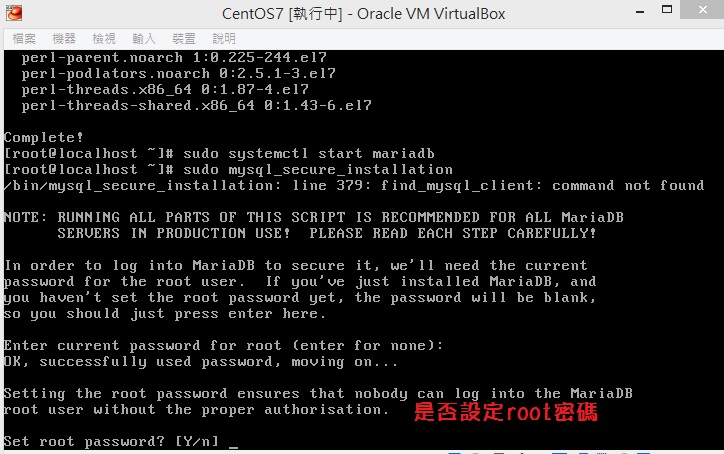 CentOS7 [執行中] - Oracle VM VirtualBox
檔案 機器 檢視 輸入 裝置 說明
perl-parent.noarch 1:0.225-244.el7
perl-podlators.noarch 0:2.5.1-3.el7
perl-threads.x86_64 0:1.87-4.el7
perl-threads-shared.x86_64 0:1.43-6.el7
Complete!
[root@localhost ~]# sudo systemctl start mariadb
[root@localhost ~]# sudo mysql_secure_installation
/bin/mysql_secure_installation: line 379: find_mysql_client: command not found
NOTE: RUNNING ALL PARTS OF THIS SCRIPT IS RECOMMENDED FOR ALL MariaDB
SERVERS IN PRODUCTION USE!  PLEASE READ EACH STEP CAREFULLY!
In order to log into MariaDB to secure it, we'll need the current
password for the root user.  If you've just installed MariaDB, and
you haven't set the root password yet, the password will be blank,
so you should just press enter here.
Enter current password for root (enter for none):
OK, successfully used password, moving on...
Setting the root password ensures that nobody can log into the MariaDB
root user without the proper authorisation. 是否設定root密碼
Set root password? [Y/n] _